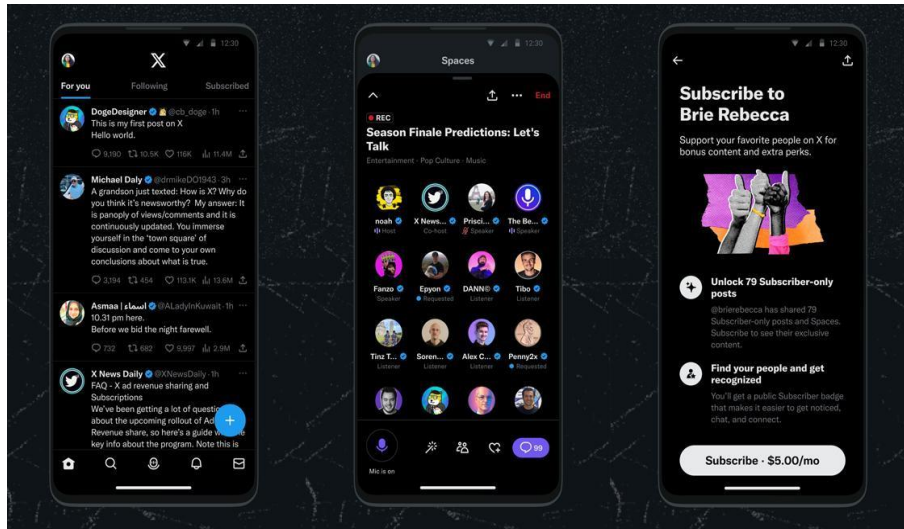 12:30
X
For you Following Subscribed
DogeDesigner @cb_doge · 1h ···
This is my first post on X
Hello world.
9,190 10.5K 116K 11.4M
Michael Daly @drmikeDO1943 · 3h ···
A grandson just texted: How is X? Why do
you think it's newsworthy? My answer: It
is panoply of views/comments and it is
continuously updated. You immerse
yourself in the 'town square' of
discussion and come to your own
conclusions about what is true.
3,194 454 113.1K 13.6M
Asmaa | اسماء @ALadyInKuwait · 1h ···
10.31 pm here.
Before we bid the night farewell.
732 682 9,997 2.9M
X News Daily @XNewsDaily · 1h ···
FAQ - X ad revenue sharing and
Subscriptions
We've been getting a lot of
about the upcoming rollout of Ad
Revenue share, so here's a guide
key info about the program. Note this is
12:30
Spaces
··· End
REC
Season Finale Predictions: Let's
Talk
Entertainment · Pop Culture · Music
noah X News... Prisci... The Be...
Host Co-host Speaker Speaker
Fanzo Epyon DANN© Tibo
Speaker Requested Listener Listener
Tinz T... Soren... Alex C... Penny2x
Listener Listener Listener Requested
99
Mic is on
12:30
Subscribe to
Brie Rebecca
Support your favorite people on X for
bonus content and extra perks.
Unlock 79 Subscriber-only
posts
@brierebecca has shared 79
Subscriber-only posts and Spaces.
Subscribe to see their exclusive
content.
Find your people and get
recognized
You'll get a public Subscriber badge
that makes it easier to get noticed,
chat, and connect.
Subscribe · $5.00/mo